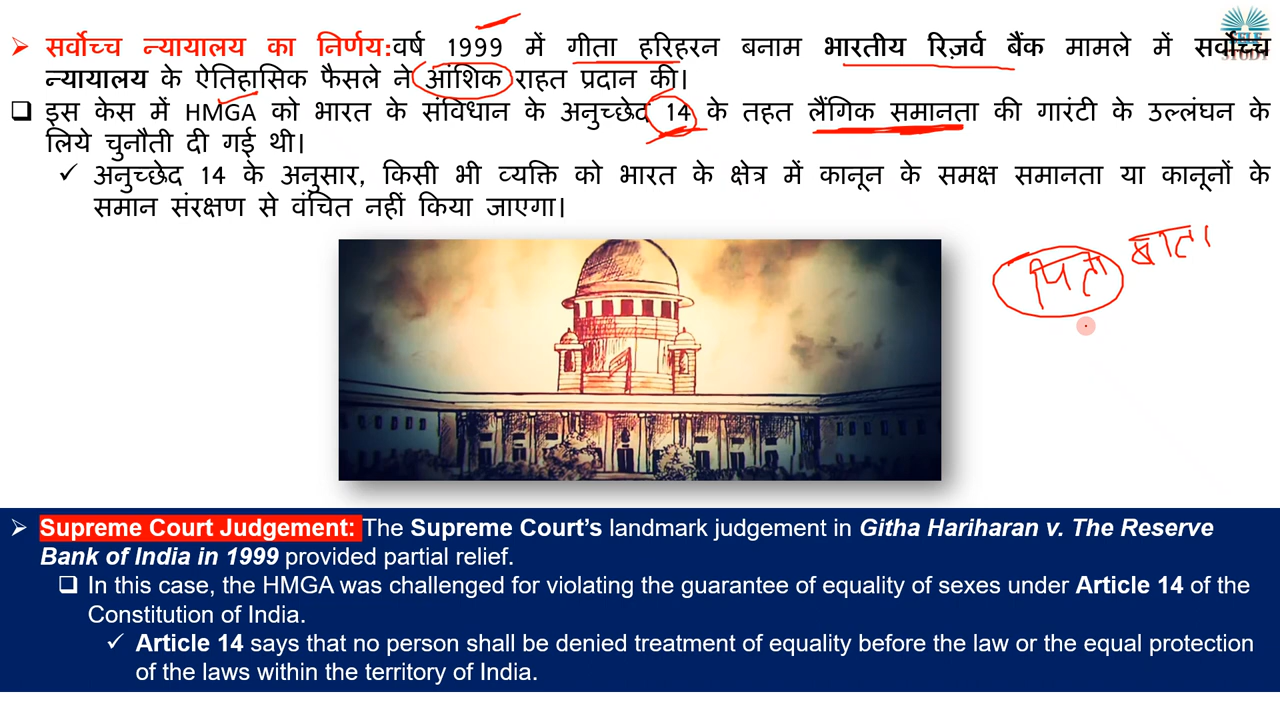 ➢ सर्वोच्च न्यायालय का निर्णय:वर्ष 1999 में गीता हरिहरन बनाम भारतीय रिज़र्व बैंक मामले में सर्वोच्च
न्यायालय के ऐतिहासिक फैसले ने आंशिक राहत प्रदान की।
❑ इस केस में HMGA को भारत के संविधान के अनुच्छेद 14 के तहत लैंगिक समानता की गारंटी के उल्लंघन के
लिये चुनौती दी गई थी।
✓ अनुच्छेद 14 के अनुसार, किसी भी व्यक्ति को भारत के क्षेत्र में कानून के समक्ष समानता या कानूनों के
समान संरक्षण से वंचित नहीं किया जाएगा।
पिता
SELF
STUDY
➢ Supreme Court Judgement: The Supreme Court's landmark judgement in Githa Hariharan v. The Reserve
Bank of India in 1999 provided partial relief.
❑ In this case, the HMGA was challenged for violating the guarantee of equality of sexes under Article 14 of the
Constitution of India.
✓ Article 14 says that no person shall be denied treatment of equality before the law or the equal protection
of the laws within the territory of India.